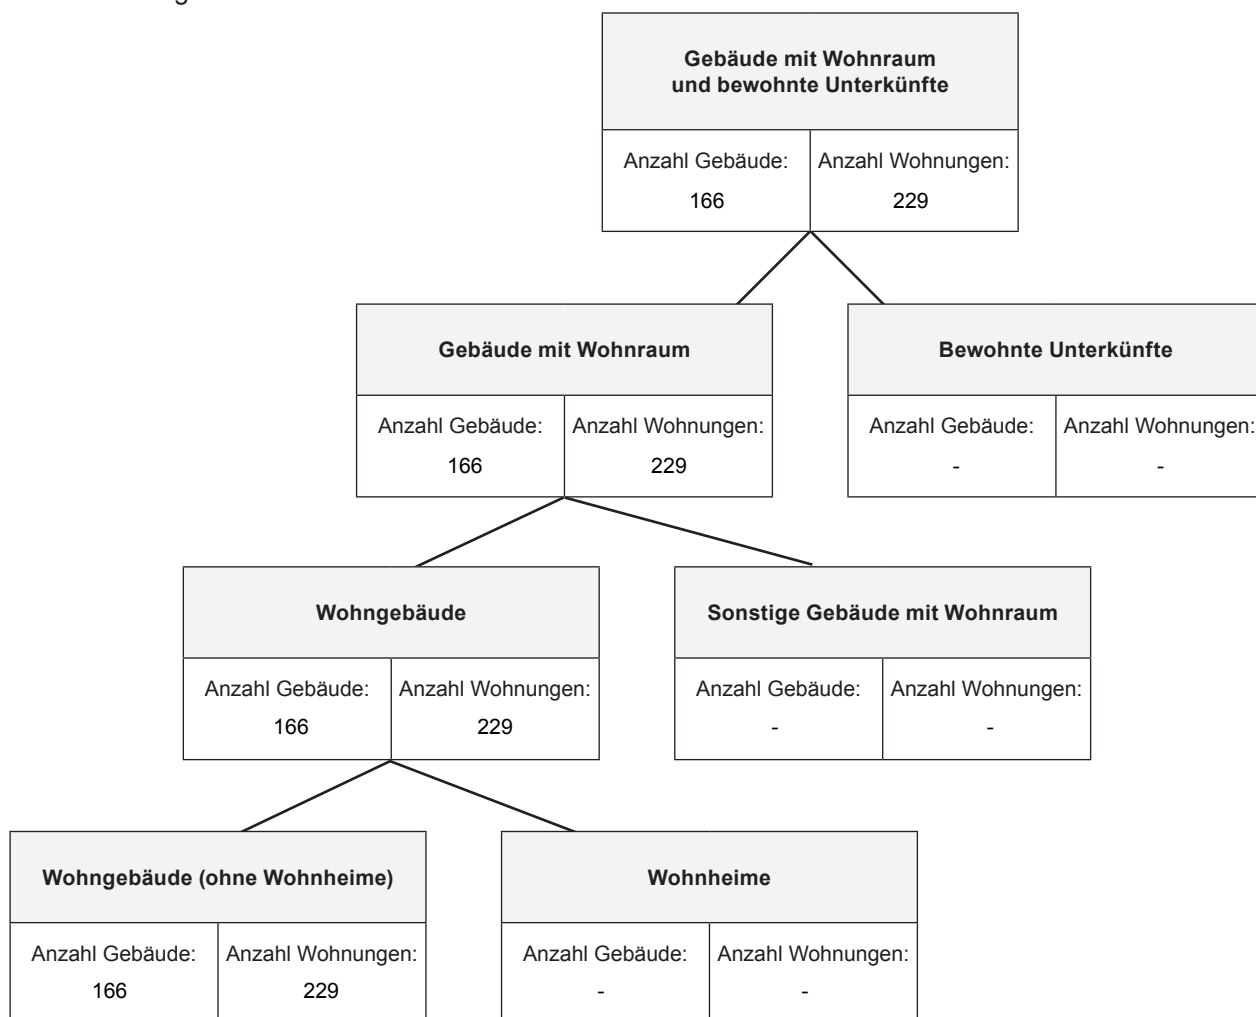 Gebäude mit Wohnraum
und bewohnte Unterkünfte
Anzahl Gebäude: Anzahl Wohnungen:
166 229
Gebäude mit Wohnraum
Anzahl Gebäude: Anzahl Wohnungen:
166 229
Bewohnte Unterkünfte
Anzahl Gebäude: Anzahl Wohnungen:
- -
Wohngebäude
Anzahl Gebäude: Anzahl Wohnungen:
166 229
Sonstige Gebäude mit Wohnraum
Anzahl Gebäude: Anzahl Wohnungen:
- -
Wohngebäude (ohne Wohnheime)
Anzahl Gebäude: Anzahl Wohnungen:
166 229
Wohnheime
Anzahl Gebäude: Anzahl Wohnungen:
- -